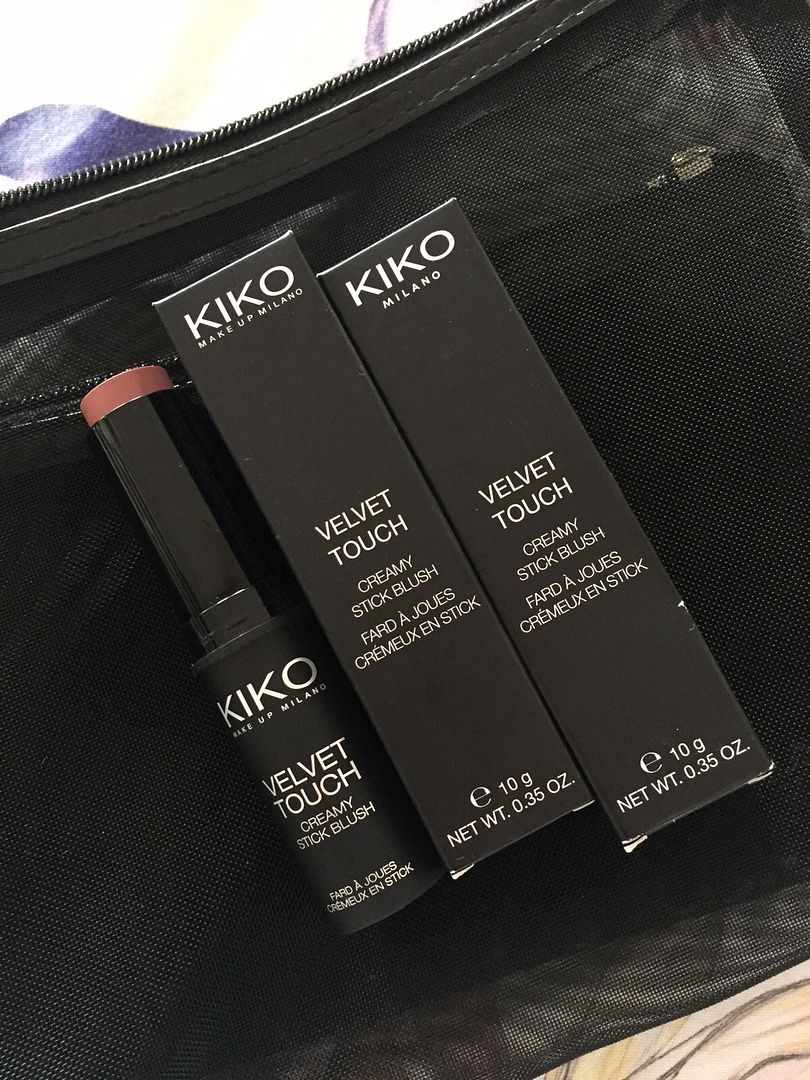 KIKO
MAKE UP MILANO
VELVET
TOUCH
CREAMY
STICK BLUSH
FARD À JOUES
CRÉMEUX EN STICK
e 10 g
NET WT. 0.35 OZ.
KIKO
MILANO
VELVET
TOUCH
CREAMY
STICK BLUSH
FARD À JOUES
CRÉMEUX EN STICK
e 10 g
NET WT. 0.35 OZ.
KIKO
MAKE UP MILANO
VELVET
TOUCH
CREAMY
STICK BLUSH
FARD À JOUES
CRÉMEUX EN STICK